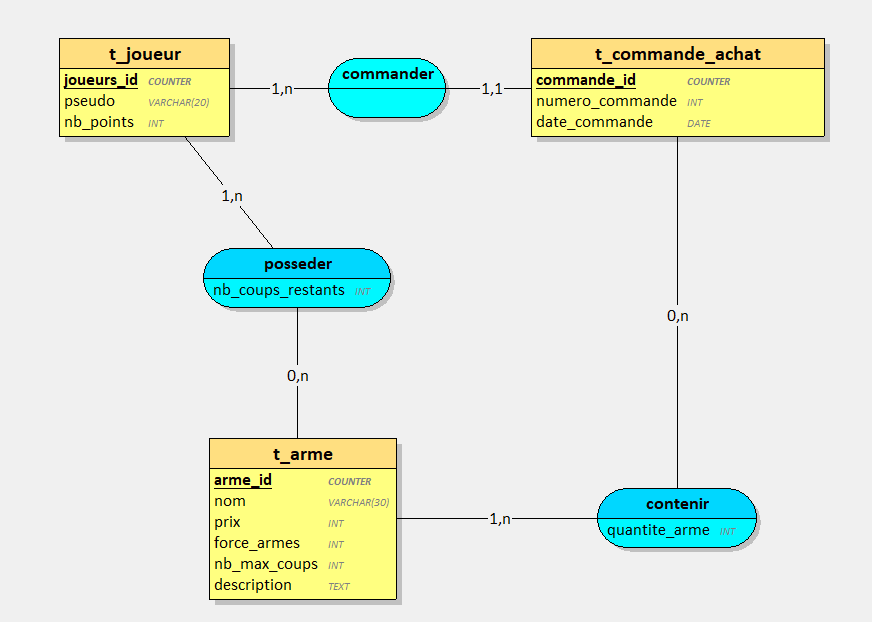 t_joueur
joueurs_id COUNTER
pseudo VARCHAR(20)
nb_points INT
1,n
commander
1,1
t_commande_achat
commande_id COUNTER
numero_commande INT
date_commande DATE
1,n
posseder
nb_coups_restants INT
0,n
0,n
t_arme
arme_id COUNTER
nom VARCHAR(30)
prix INT
force_armes INT
nb_max_coups INT
description TEXT
1,n
contenir
quantite_arme INT